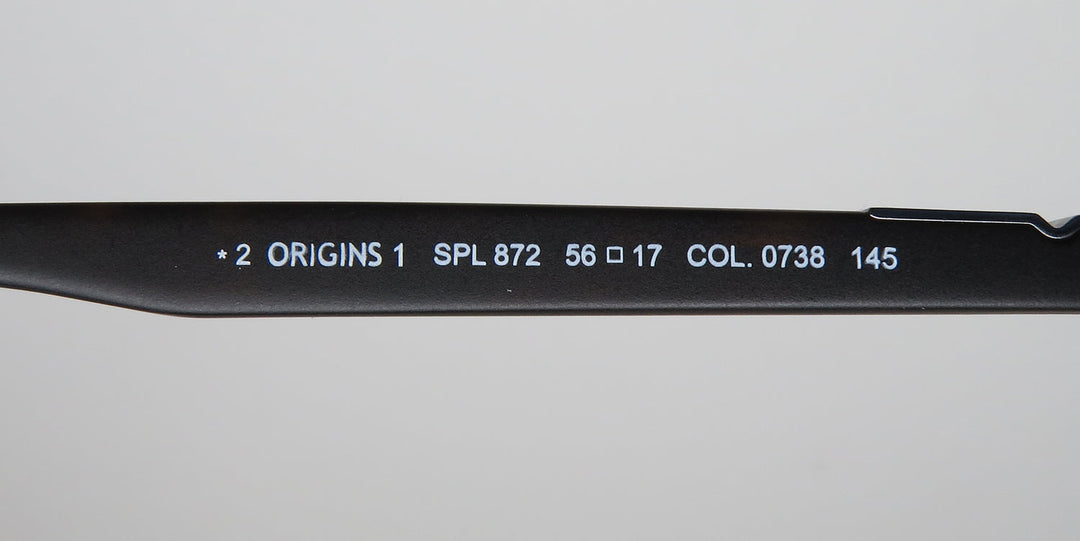 * 2 ORIGINS 1 SPL 872 56 □ 17 COL. 0738 145